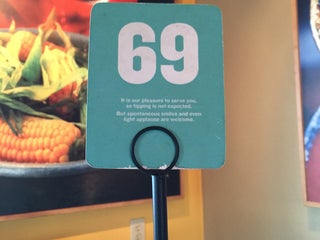 69
It is our pleasure to serve you,
so tipping is not expected.
But spontaneous smiles and even
light applause are welcome.